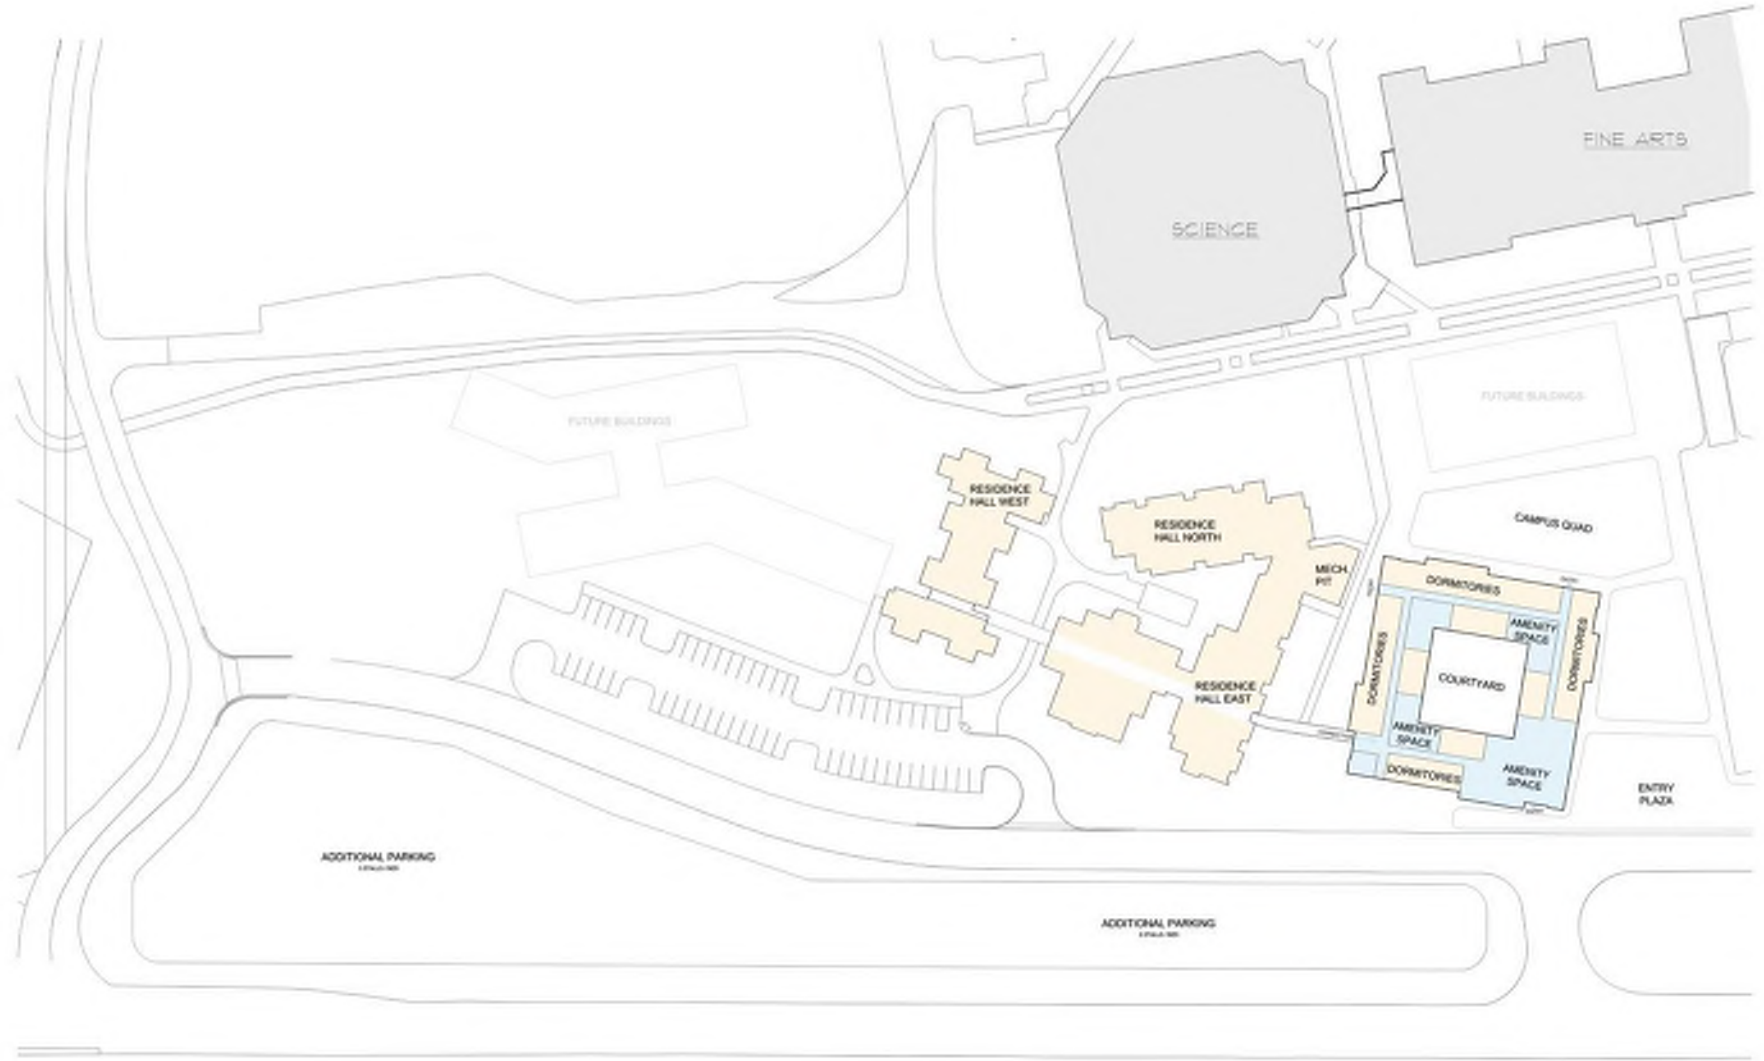 FINE ARTS
SCIENCE
FUTURE BUILDINGS
FUTURE BUILDINGS
RESIDENCE
HALL WEST
RESIDENCE
HALL NORTH
CAMPUS QUAD
MECH.
PIT
DORMITORIES
AMENITY
SPACE
DORMITORIES
DORMITORIES
COURTYARD
RESIDENCE
HALL EAST
AMENITY
SPACE
DORMITORIES
AMENITY
SPACE
ENTRY
PLAZA
ADDITIONAL PARKING
ADDITIONAL PARKING